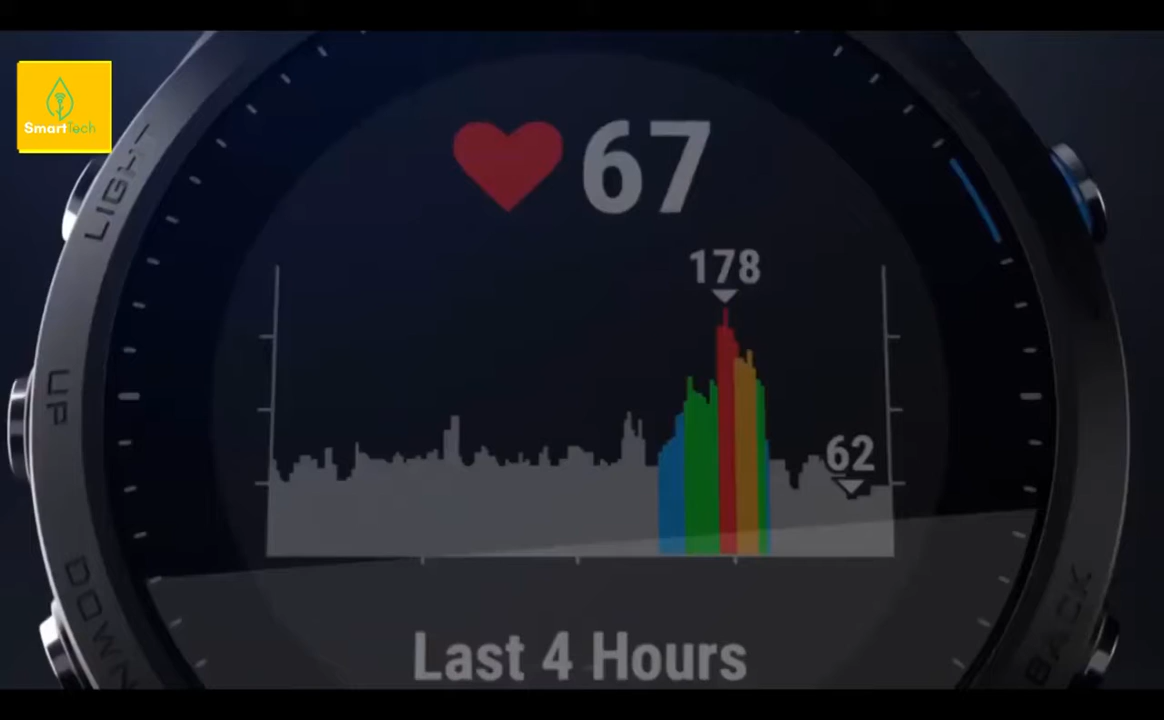 SmartTech
LIGHT
67
178
UP
62
DOWN
BACK
Last 4 Hours